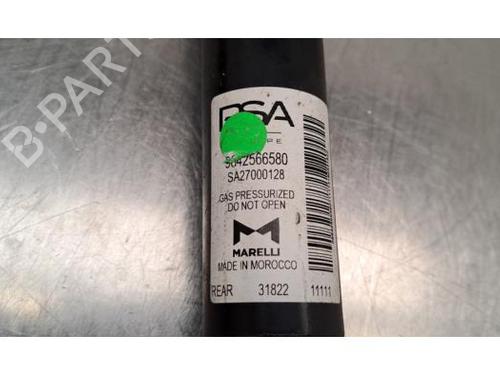 PSA
9842566580
SA27000128
GAS PRESSURIZED
DO NOT OPEN
MARELLI
MADE IN MOROCCO
REAR 31822 11111
B-PARTS